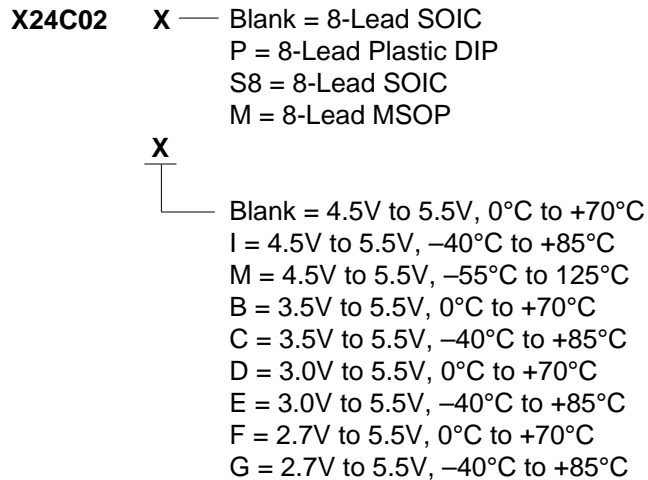 X24C02 X Blank = 8-Lead SOIC
P = 8-Lead Plastic DIP
S8 = 8-Lead SOIC
M = 8-Lead MSOP
X
Blank = 4.5V to 5.5V, 0°C to +70°C
I = 4.5V to 5.5V, –40°C to +85°C
M = 4.5V to 5.5V, –55°C to 125°C
B = 3.5V to 5.5V, 0°C to +70°C
C = 3.5V to 5.5V, –40°C to +85°C
D = 3.0V to 5.5V, 0°C to +70°C
E = 3.0V to 5.5V, –40°C to +85°C
F = 2.7V to 5.5V, 0°C to +70°C
G = 2.7V to 5.5V, –40°C to +85°C